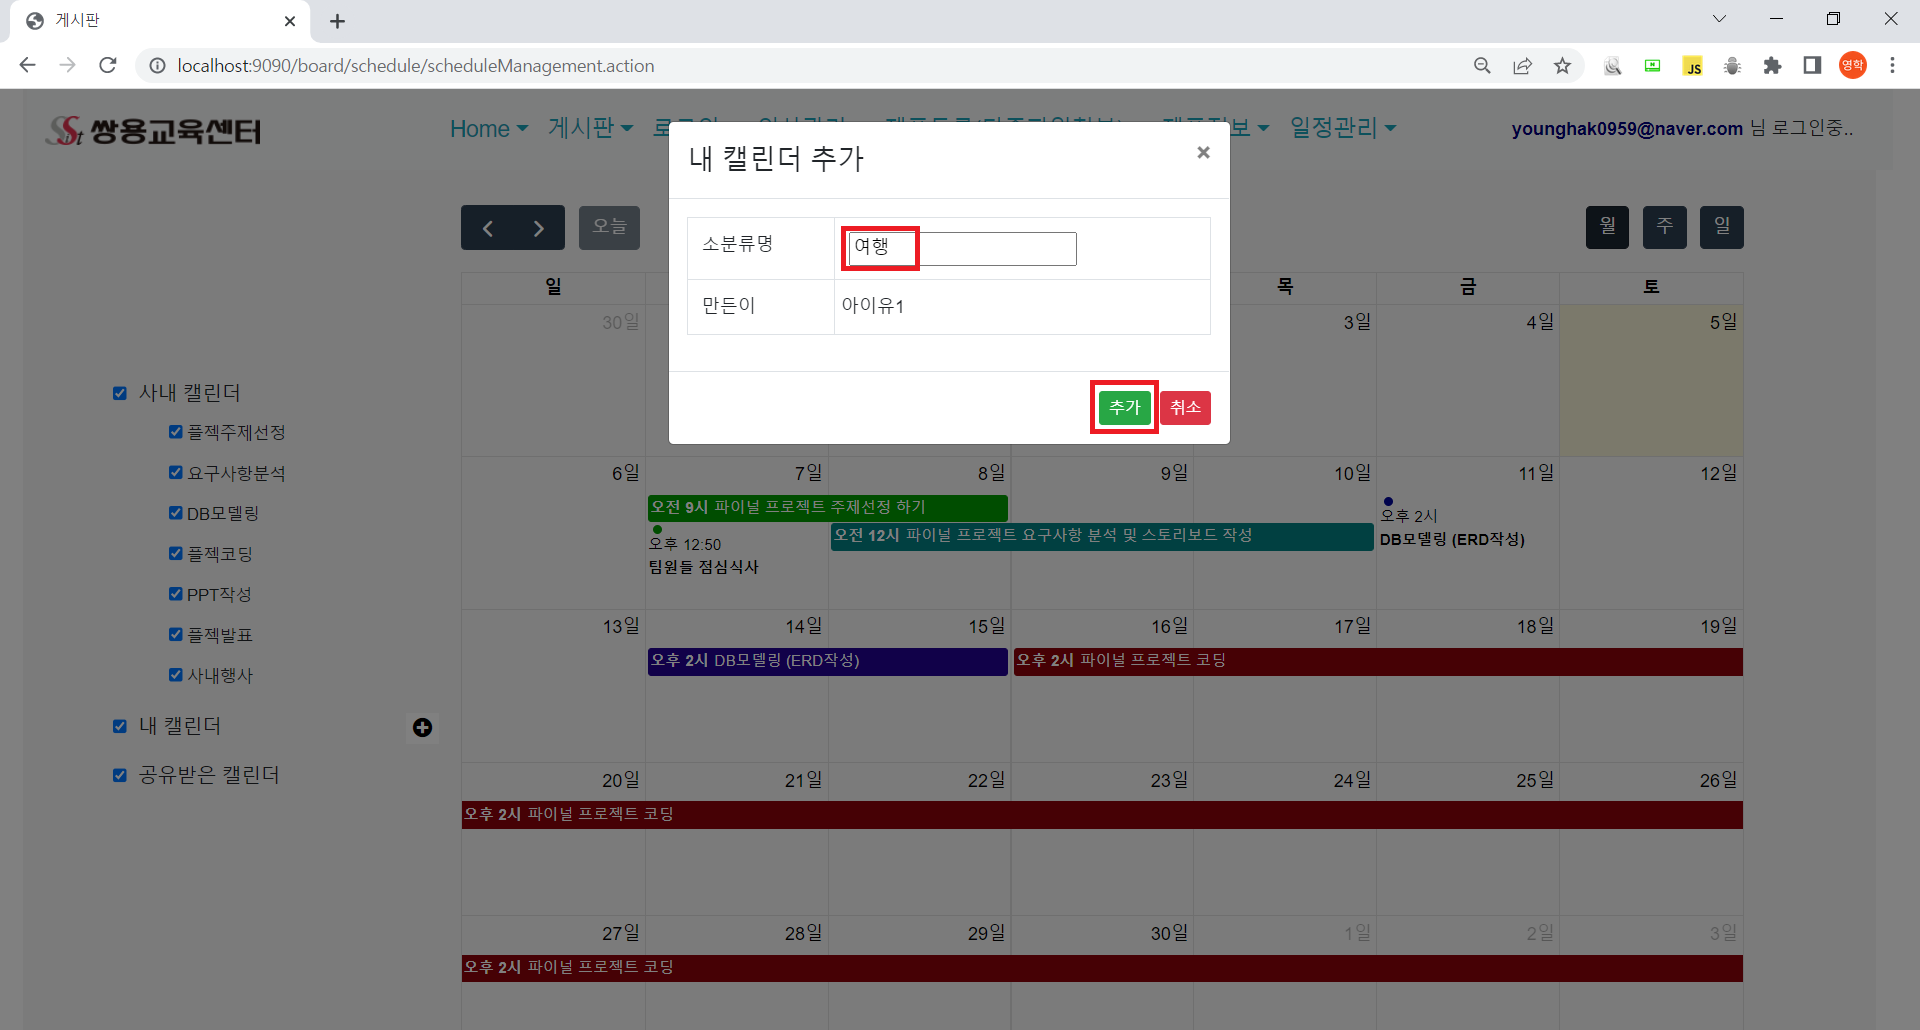 게시판
localhost:9090/board/schedule/scheduleManagement.action
JS
영학
Sist 쌍용교육센터
Home 게시판 일정관리
younghak0959@naver.com 님 로그인중..
내 캘린더 추가 ×
소분류명 여행
만든이 아이유1
추가 취소
오늘
월 주 일
일 목 금 토
30일 3일 4일 5일
사내 캘린더
플젝주제선정
요구사항분석
DB모델링
플젝코딩
PPT작성
플젝발표
사내행사
내 캘린더
공유받은 캘린더
6일 7일 8일 9일 10일 11일 12일
오전 9시 파이널 프로젝트 주제선정 하기
오전 12시 파이널 프로젝트 요구사항 분석 및 스토리보드 작성
오후 12:50
팀원들 점심식사
오후 2시
DB모델링 (ERD작성)
13일 14일 15일 16일 17일 18일 19일
오후 2시 DB모델링 (ERD작성)
오후 2시 파이널 프로젝트 코딩
20일 21일 22일 23일 24일 25일 26일
오후 2시 파이널 프로젝트 코딩
27일 28일 29일 30일 1일 2일 3일
오후 2시 파이널 프로젝트 코딩